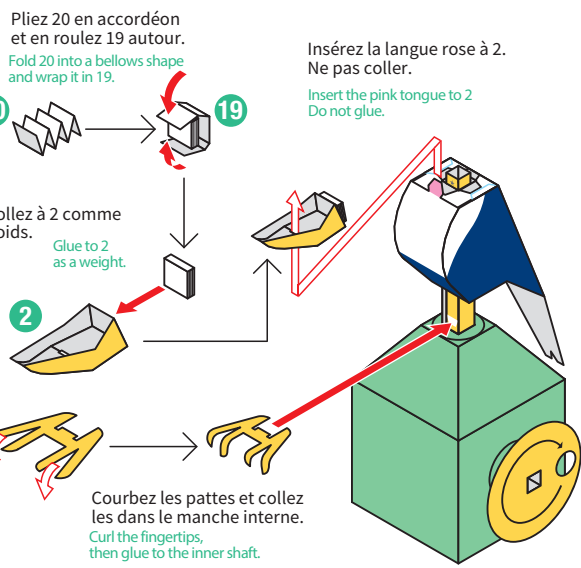 Pliez 20 en accordéon
et en roulez 19 autour.
Fold 20 into a bellows shape
and wrap it in 19.
19
Insérez la langue rose à 2.
Ne pas coller.
Insert the pink tongue to 2
Do not glue.
à 2 comme
Glue to 2
as a weight.
2
Courbez les pattes et collez
les dans le manche interne.
Curl the fingertips,
then glue to the inner shaft.